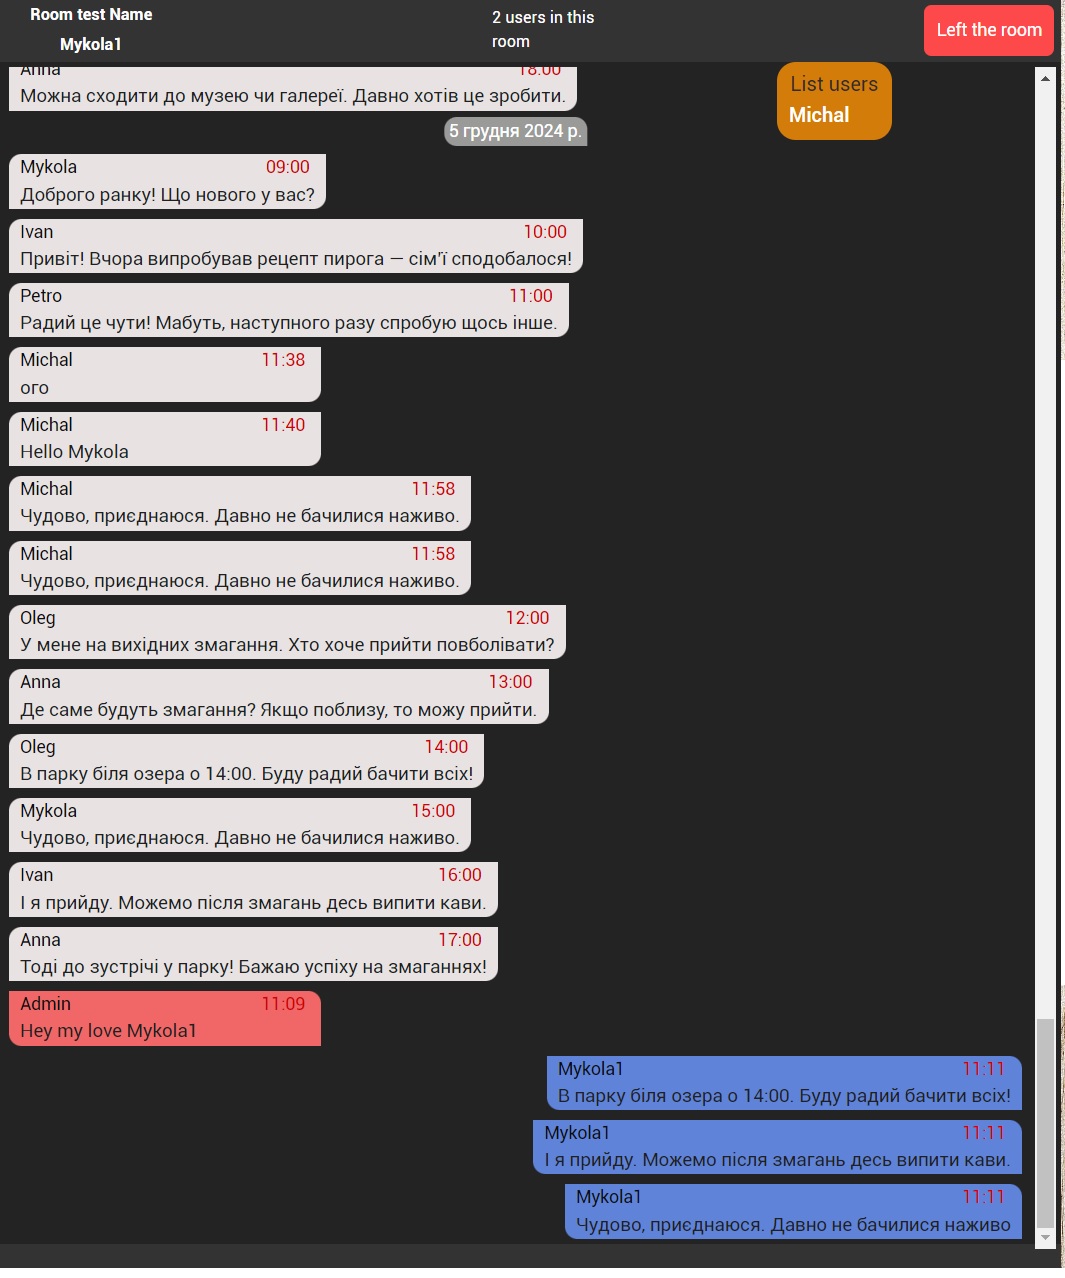 Room test Name
Mykola1
2 users in this
room
Left the room
List users
Michal
Anna 18:00
Можна сходити до музею чи галереї. Давно хотів це зробити.
5 грудня 2024 р.
Mykola 09:00
Доброго ранку! Що нового у вас?
Ivan 10:00
Привіт! Вчора випробував рецепт пирога — сім'ї сподобалося!
Petro 11:00
Радий це чути! Мабуть, наступного разу спробую щось інше.
Michal 11:38
ого
Michal 11:40
Hello Mykola
Michal 11:58
Чудово, приєднаюся. Давно не бачилися наживо.
Michal 11:58
Чудово, приєднаюся. Давно не бачилися наживо.
Oleg 12:00
У мене на вихідних змагання. Хто хоче прийти повболівати?
Anna 13:00
Де саме будуть змагання? Якщо поблизу, то можу прийти.
Oleg 14:00
В парку біля озера о 14:00. Буду радий бачити всіх!
Mykola 15:00
Чудово, приєднаюся. Давно не бачилися наживо.
Ivan 16:00
І я прийду. Можемо після змагань десь випити кави.
Anna 17:00
Тоді до зустрічі у парку! Бажаю успіху на змаганнях!
Admin 11:09
Hey my love Mykola1
Mykola1 11:11
В парку біля озера о 14:00. Буду радий бачити всіх!
Mykola1 11:11
І я прийду. Можемо після змагань десь випити кави.
Mykola1 11:11
Чудово, приєднаюся. Давно не бачилися наживо